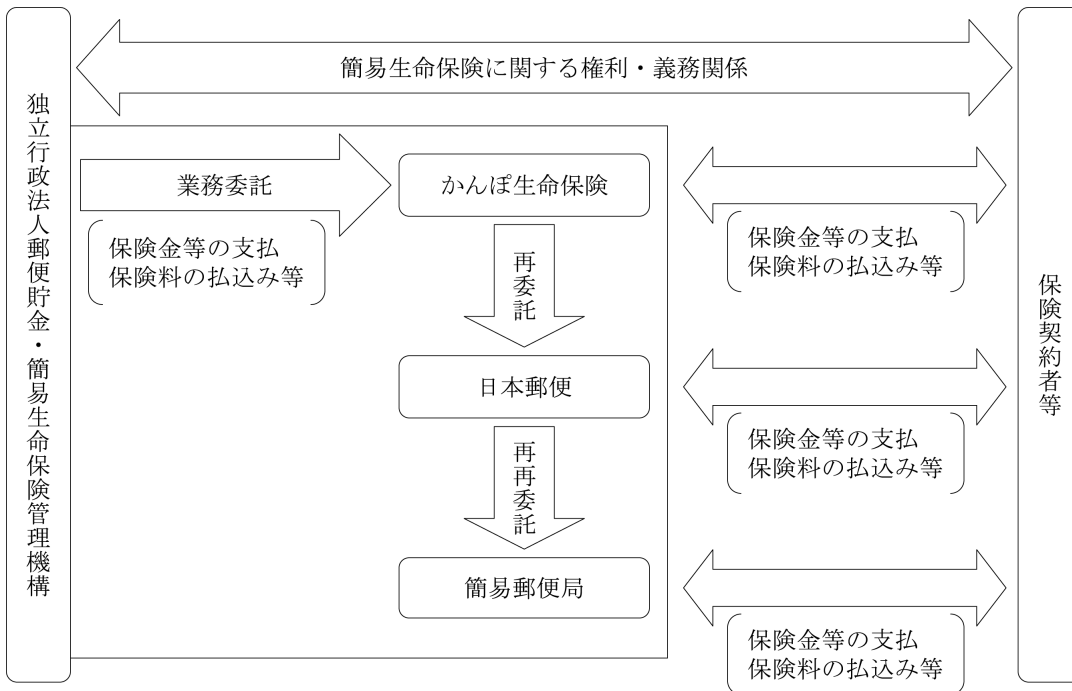 簡易生命保険に関する権利・義務関係
独立行政法人郵便貯金・簡易生命保険管理機構
業務委託
保険金等の支払
保険料の払込み等
かんぽ生命保険
保険金等の支払
保険料の払込み等
再委託
日本郵便
保険金等の支払
保険料の払込み等
再再委託
簡易郵便局
保険金等の支払
保険料の払込み等
保険契約者等